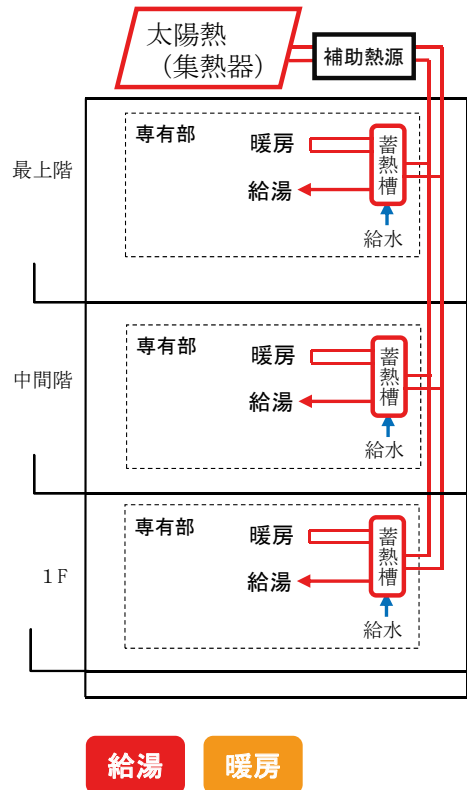 太陽熱
（集熱器）
補助熱源
最上階
専有部
暖房
給湯
蓄熱槽
給水
中間階
専有部
暖房
給湯
蓄熱槽
給水
１F
専有部
暖房
給湯
蓄熱槽
給水
給湯
暖房